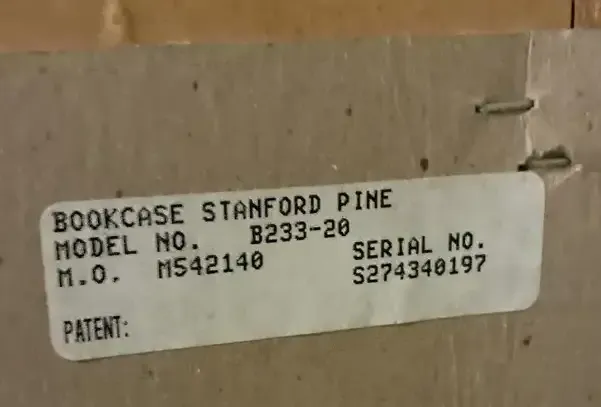 BOOKCASE STANFORD PINE
MODEL NO. B233-20
M.O. M542140
SERIAL NO.
S274340197
PATENT: